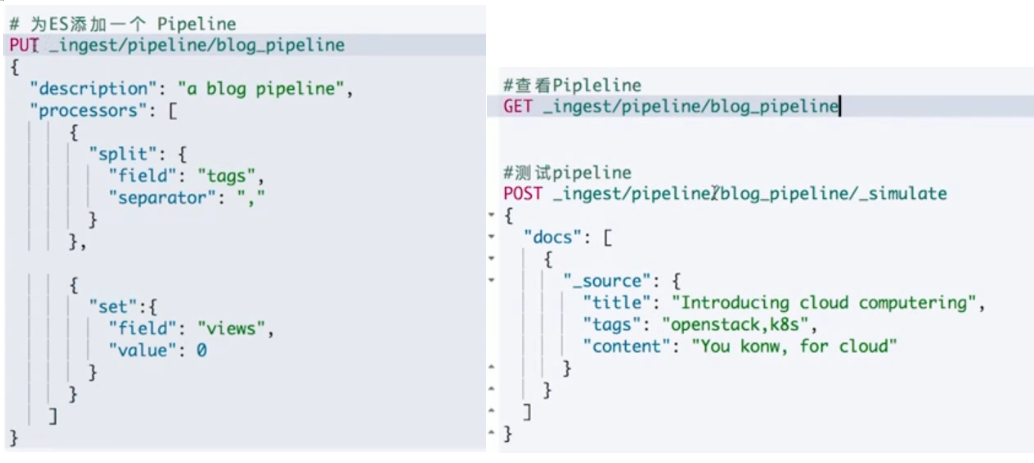 # 为ES添加一个 Pipeline
PUT _ingest/pipeline/blog_pipeline
{
  "description": "a blog pipeline",
  "processors": [
    {
      "split": {
        "field": "tags",
        "separator": ","
      }
    },
    {
      "set":{
        "field": "views",
        "value": 0
      }
    }
  ]
}
#查看Pipleline
GET _ingest/pipeline/blog_pipeline
#测试pipeline
POST _ingest/pipeline/blog_pipeline/_simulate
{
  "docs": [
    {
      "_source": {
        "title": "Introducing cloud computering",
        "tags": "openstack,k8s",
        "content": "You konw, for cloud"
      }
    }
  ]
}